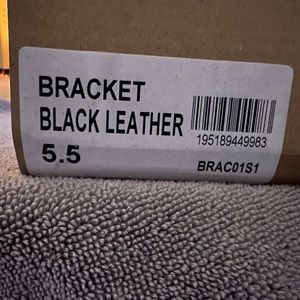 BRACKET
BLACK LEATHER
5.5
195189449983
BRAC01S1